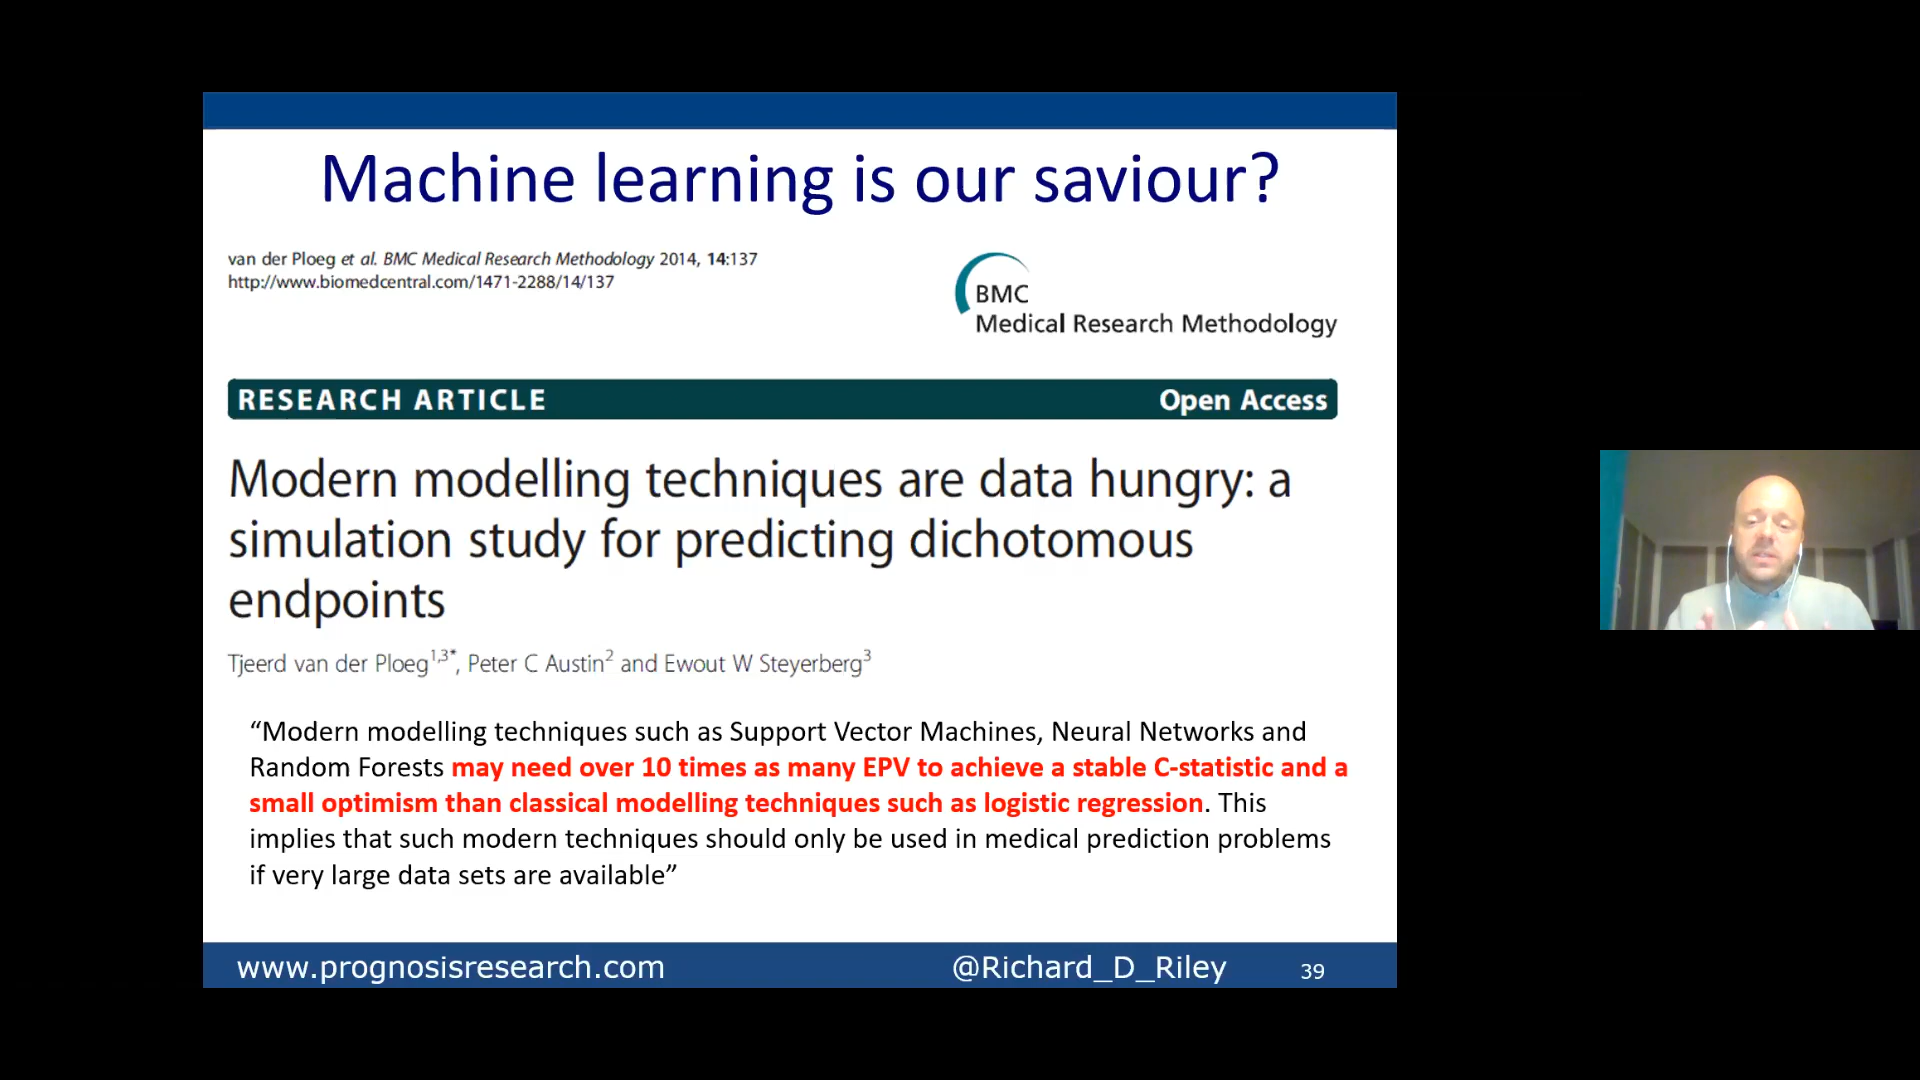 Machine learning is our saviour?
van der Ploeg et al. BMC Medical Research Methodology 2014, 14:137
http://www.biomedcentral.com/1471-2288/14/137
BMC
Medical Research Methodology
RESEARCH ARTICLE Open Access
Modern modelling techniques are data hungry: a
simulation study for predicting dichotomous
endpoints
Tjeerd van der Ploeg1,3*, Peter C Austin2 and Ewout W Steyerberg3
“Modern modelling techniques such as Support Vector Machines, Neural Networks and
Random Forests may need over 10 times as many EPV to achieve a stable C-statistic and a
small optimism than classical modelling techniques such as logistic regression. This
implies that such modern techniques should only be used in medical prediction problems
if very large data sets are available”
www.prognosisresearch.com @Richard_D_Riley 39